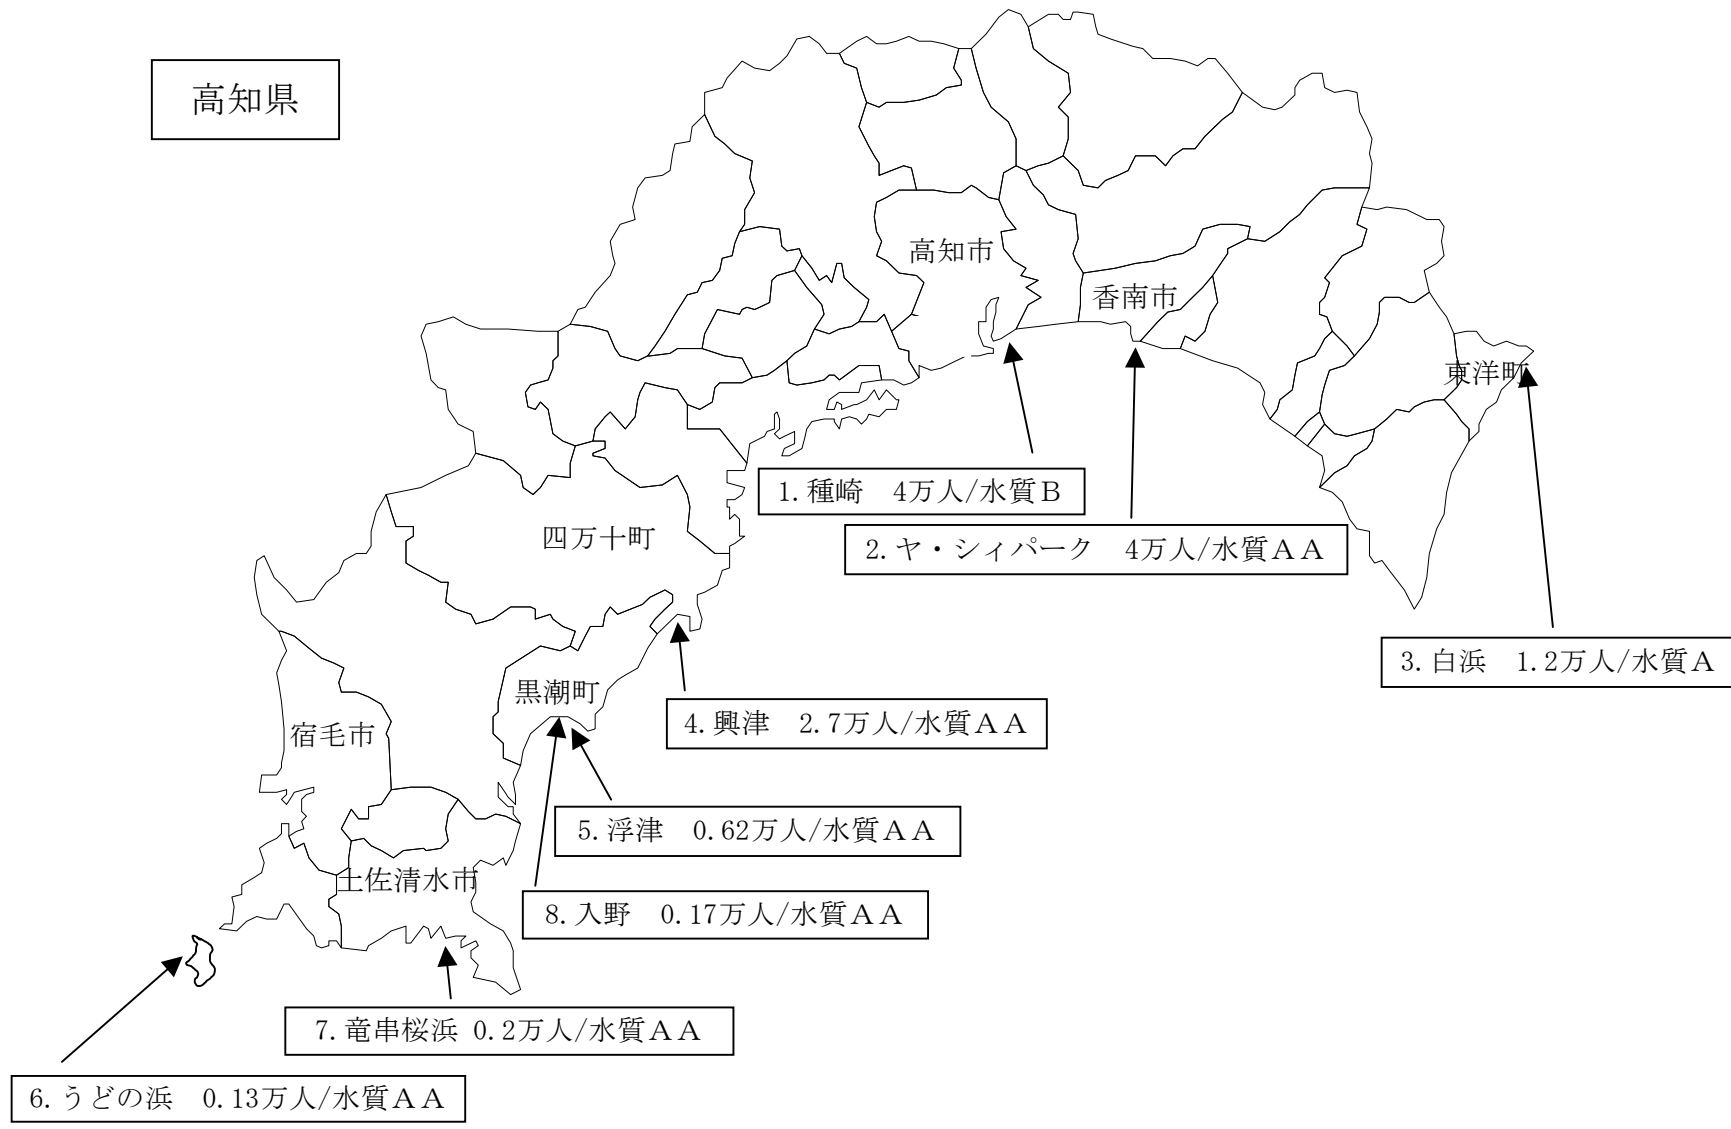 高知県
高知市
香南市
東洋町
1.種崎　4万人/水質Ｂ
四万十町
2.ヤ・シィパーク　4万人/水質ＡＡ
3.白浜　1.2万人/水質Ａ
黒潮町
4.興津　2.7万人/水質ＡＡ
宿毛市
5.浮津　0.62万人/水質ＡＡ
土佐清水市
8.入野　0.17万人/水質ＡＡ
7.竜串桜浜 0.2万人/水質ＡＡ
6.うどの浜　0.13万人/水質ＡＡ